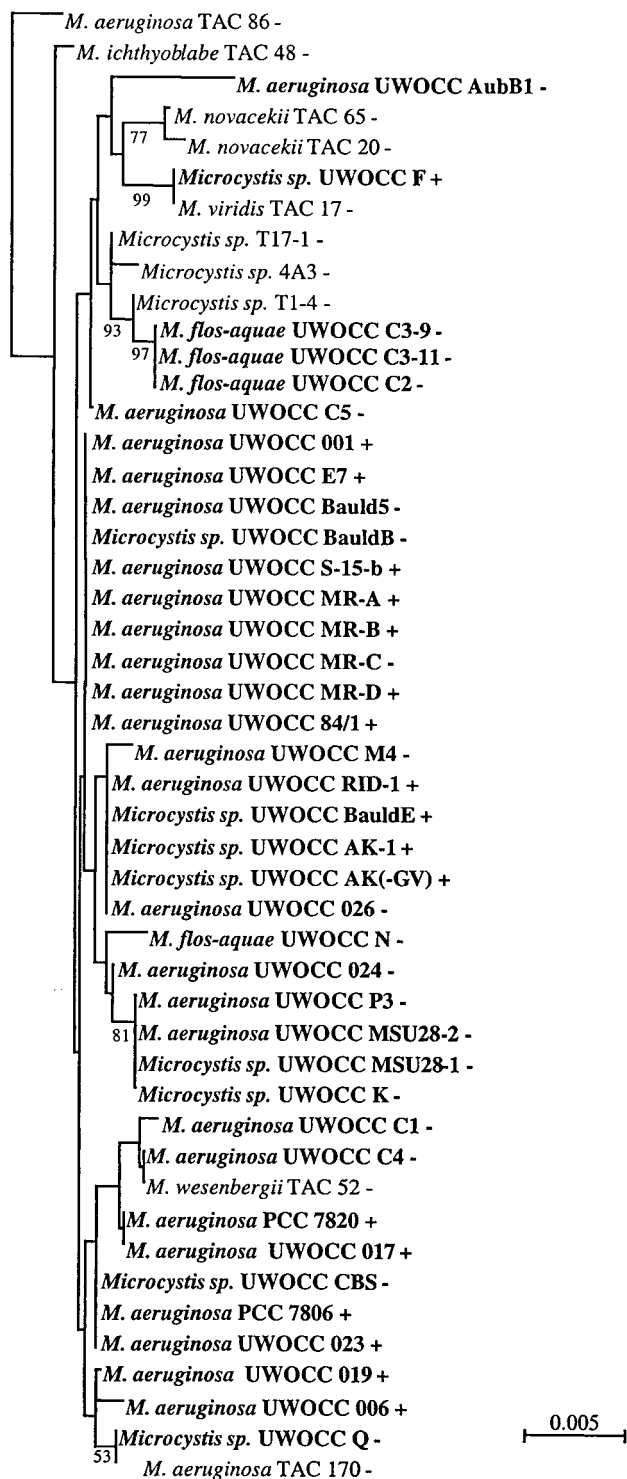 M. aeruginosa TAC 86 -
M. ichthyoblabe TAC 48 -
M. aeruginosa UWOCC AubB1 -
M. novacekii TAC 65 -
77
M. novacekii TAC 20 -
Microcystis sp. UWOCC F +
99
M. viridis TAC 17 -
Microcystis sp. T17-1 -
Microcystis sp. 4A3 -
Microcystis sp. T1-4 -
93
M. flos-aquae UWOCC C3-9 -
97
M. flos-aquae UWOCC C3-11 -
M. flos-aquae UWOCC C2 -
M. aeruginosa UWOCC C5 -
M. aeruginosa UWOCC 001 +
M. aeruginosa UWOCC E7 +
M. aeruginosa UWOCC Bauld5 -
Microcystis sp. UWOCC BauldB -
M. aeruginosa UWOCC S-15-b +
M. aeruginosa UWOCC MR-A +
M. aeruginosa UWOCC MR-B +
M. aeruginosa UWOCC MR-C -
M. aeruginosa UWOCC MR-D +
M. aeruginosa UWOCC 84/1 +
M. aeruginosa UWOCC M4 -
M. aeruginosa UWOCC RID-1 +
Microcystis sp. UWOCC BauldE +
Microcystis sp. UWOCC AK-1 +
Microcystis sp. UWOCC AK(-GV) +
M. aeruginosa UWOCC 026 -
M. flos-aquae UWOCC N -
M. aeruginosa UWOCC 024 -
M. aeruginosa UWOCC P3 -
81
M. aeruginosa UWOCC MSU28-2 -
Microcystis sp. UWOCC MSU28-1 -
Microcystis sp. UWOCC K -
M. aeruginosa UWOCC C1 -
M. aeruginosa UWOCC C4 -
M. wesenbergii TAC 52 -
M. aeruginosa PCC 7820 +
M. aeruginosa UWOCC 017 +
Microcystis sp. UWOCC CBS -
M. aeruginosa PCC 7806 +
M. aeruginosa UWOCC 023 +
M. aeruginosa UWOCC 019 +
M. aeruginosa UWOCC 006 +
0.005
Microcystis sp. UWOCC Q -
53
M. aeruginosa TAC 170 -